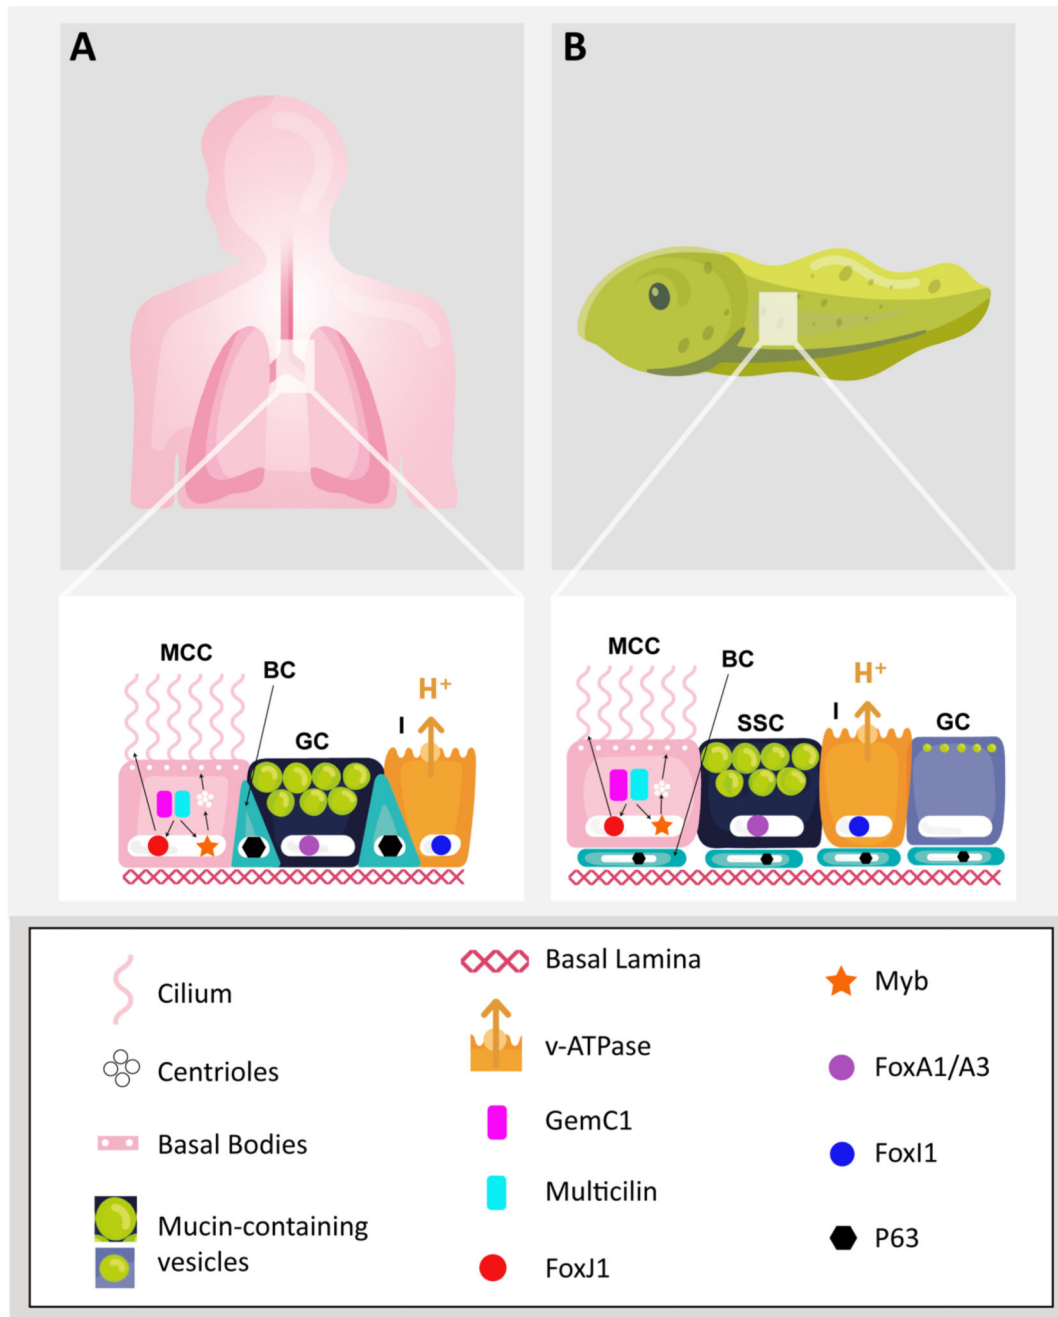 A
B
MCC
BC
GC
I
H+
MCC
BC
SSC
I
H+
GC
Cilium
Centrioles
Basal Bodies
Mucin-containing
vesicles
Basal Lamina
v-ATPase
GemC1
Multicilin
FoxJ1
Myb
FoxA1/A3
FoxI1
P63